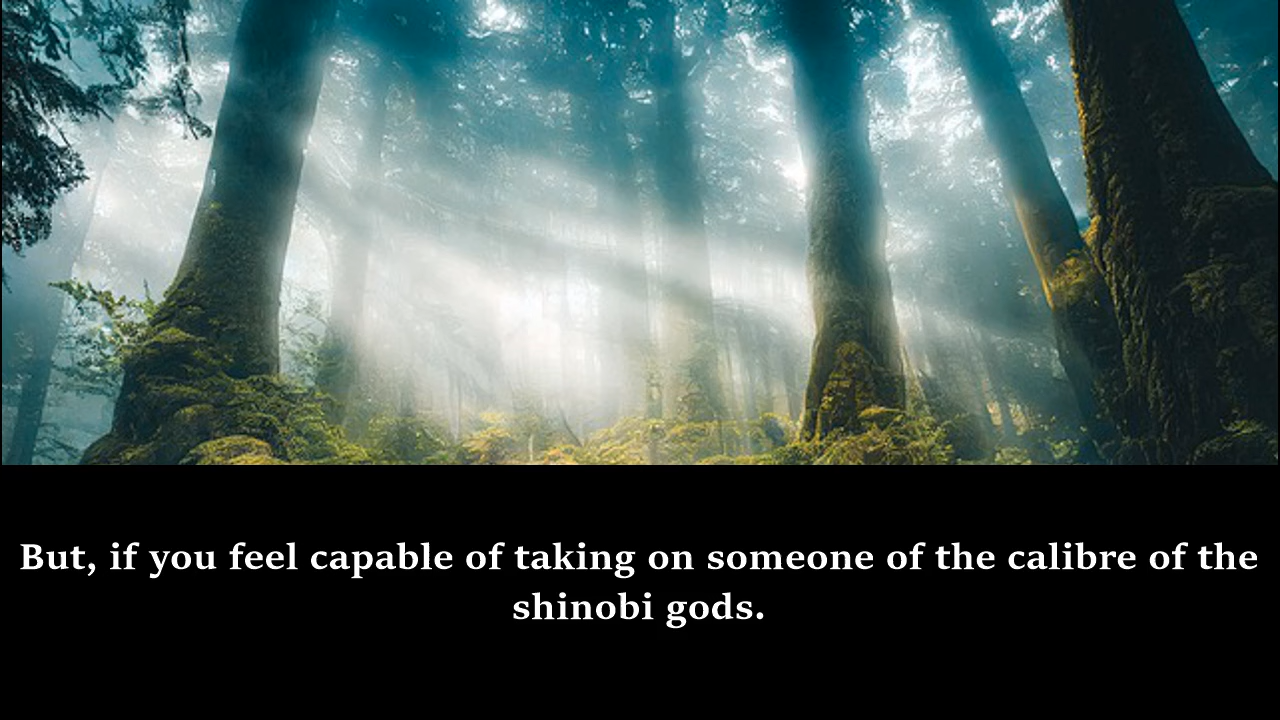 But, if you feel capable of taking on someone of the calibre of the
shinobi gods.